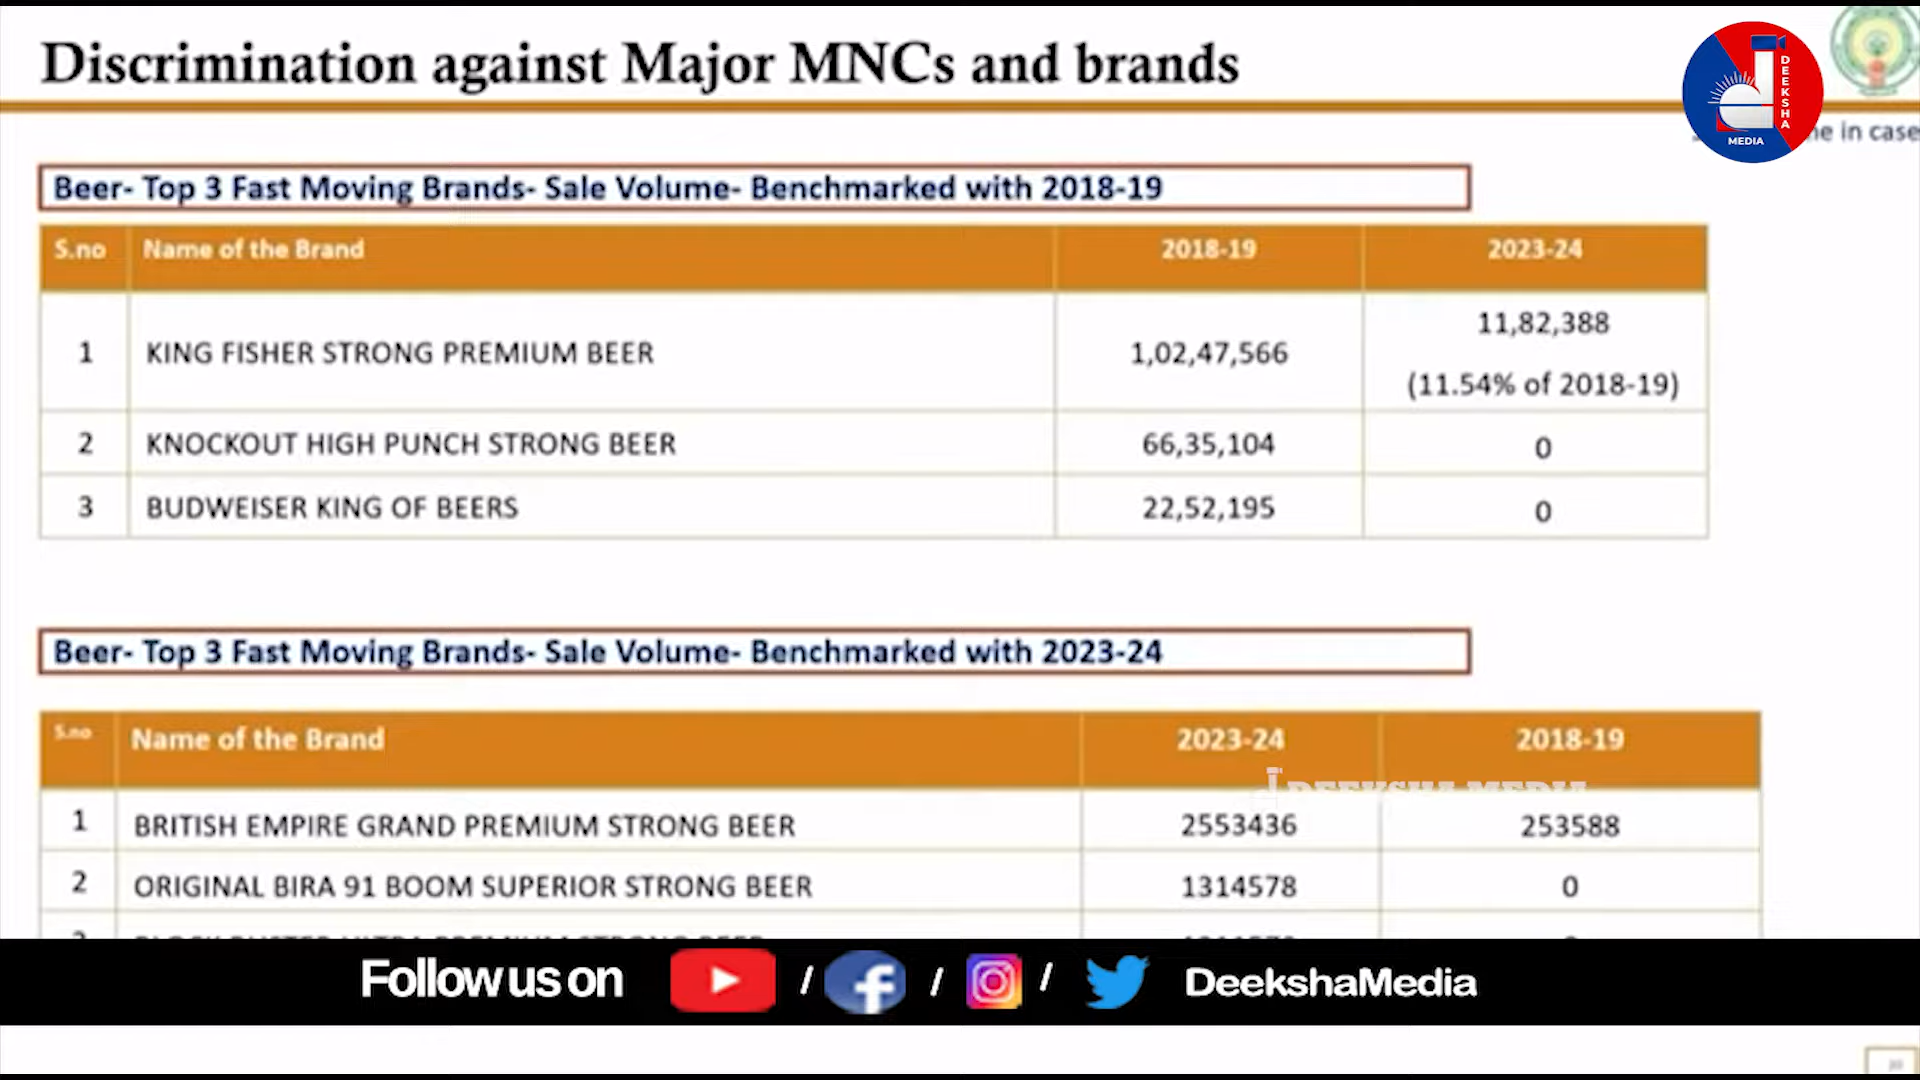 Discrimination against Major MNCs and brands
DEEKSHA
MEDIA
in case
Beer- Top 3 Fast Moving Brands- Sale Volume- Benchmarked with 2018-19
S.no Name of the Brand 2018-19 2023-24
1 KING FISHER STRONG PREMIUM BEER 1,02,47,566 11,82,388
(11.54% of 2018-19)
2 KNOCKOUT HIGH PUNCH STRONG BEER 66,35,104 0
3 BUDWEISER KING OF BEERS 22,52,195 0
Beer- Top 3 Fast Moving Brands- Sale Volume- Benchmarked with 2023-24
S.no Name of the Brand 2023-24 2018-19
DEEKSHA MEDIA
1 BRITISH EMPIRE GRAND PREMIUM STRONG BEER 2553436 253588
2 ORIGINAL BIRA 91 BOOM SUPERIOR STRONG BEER 1314578 0
Follow us on / / / DeekshaMedia